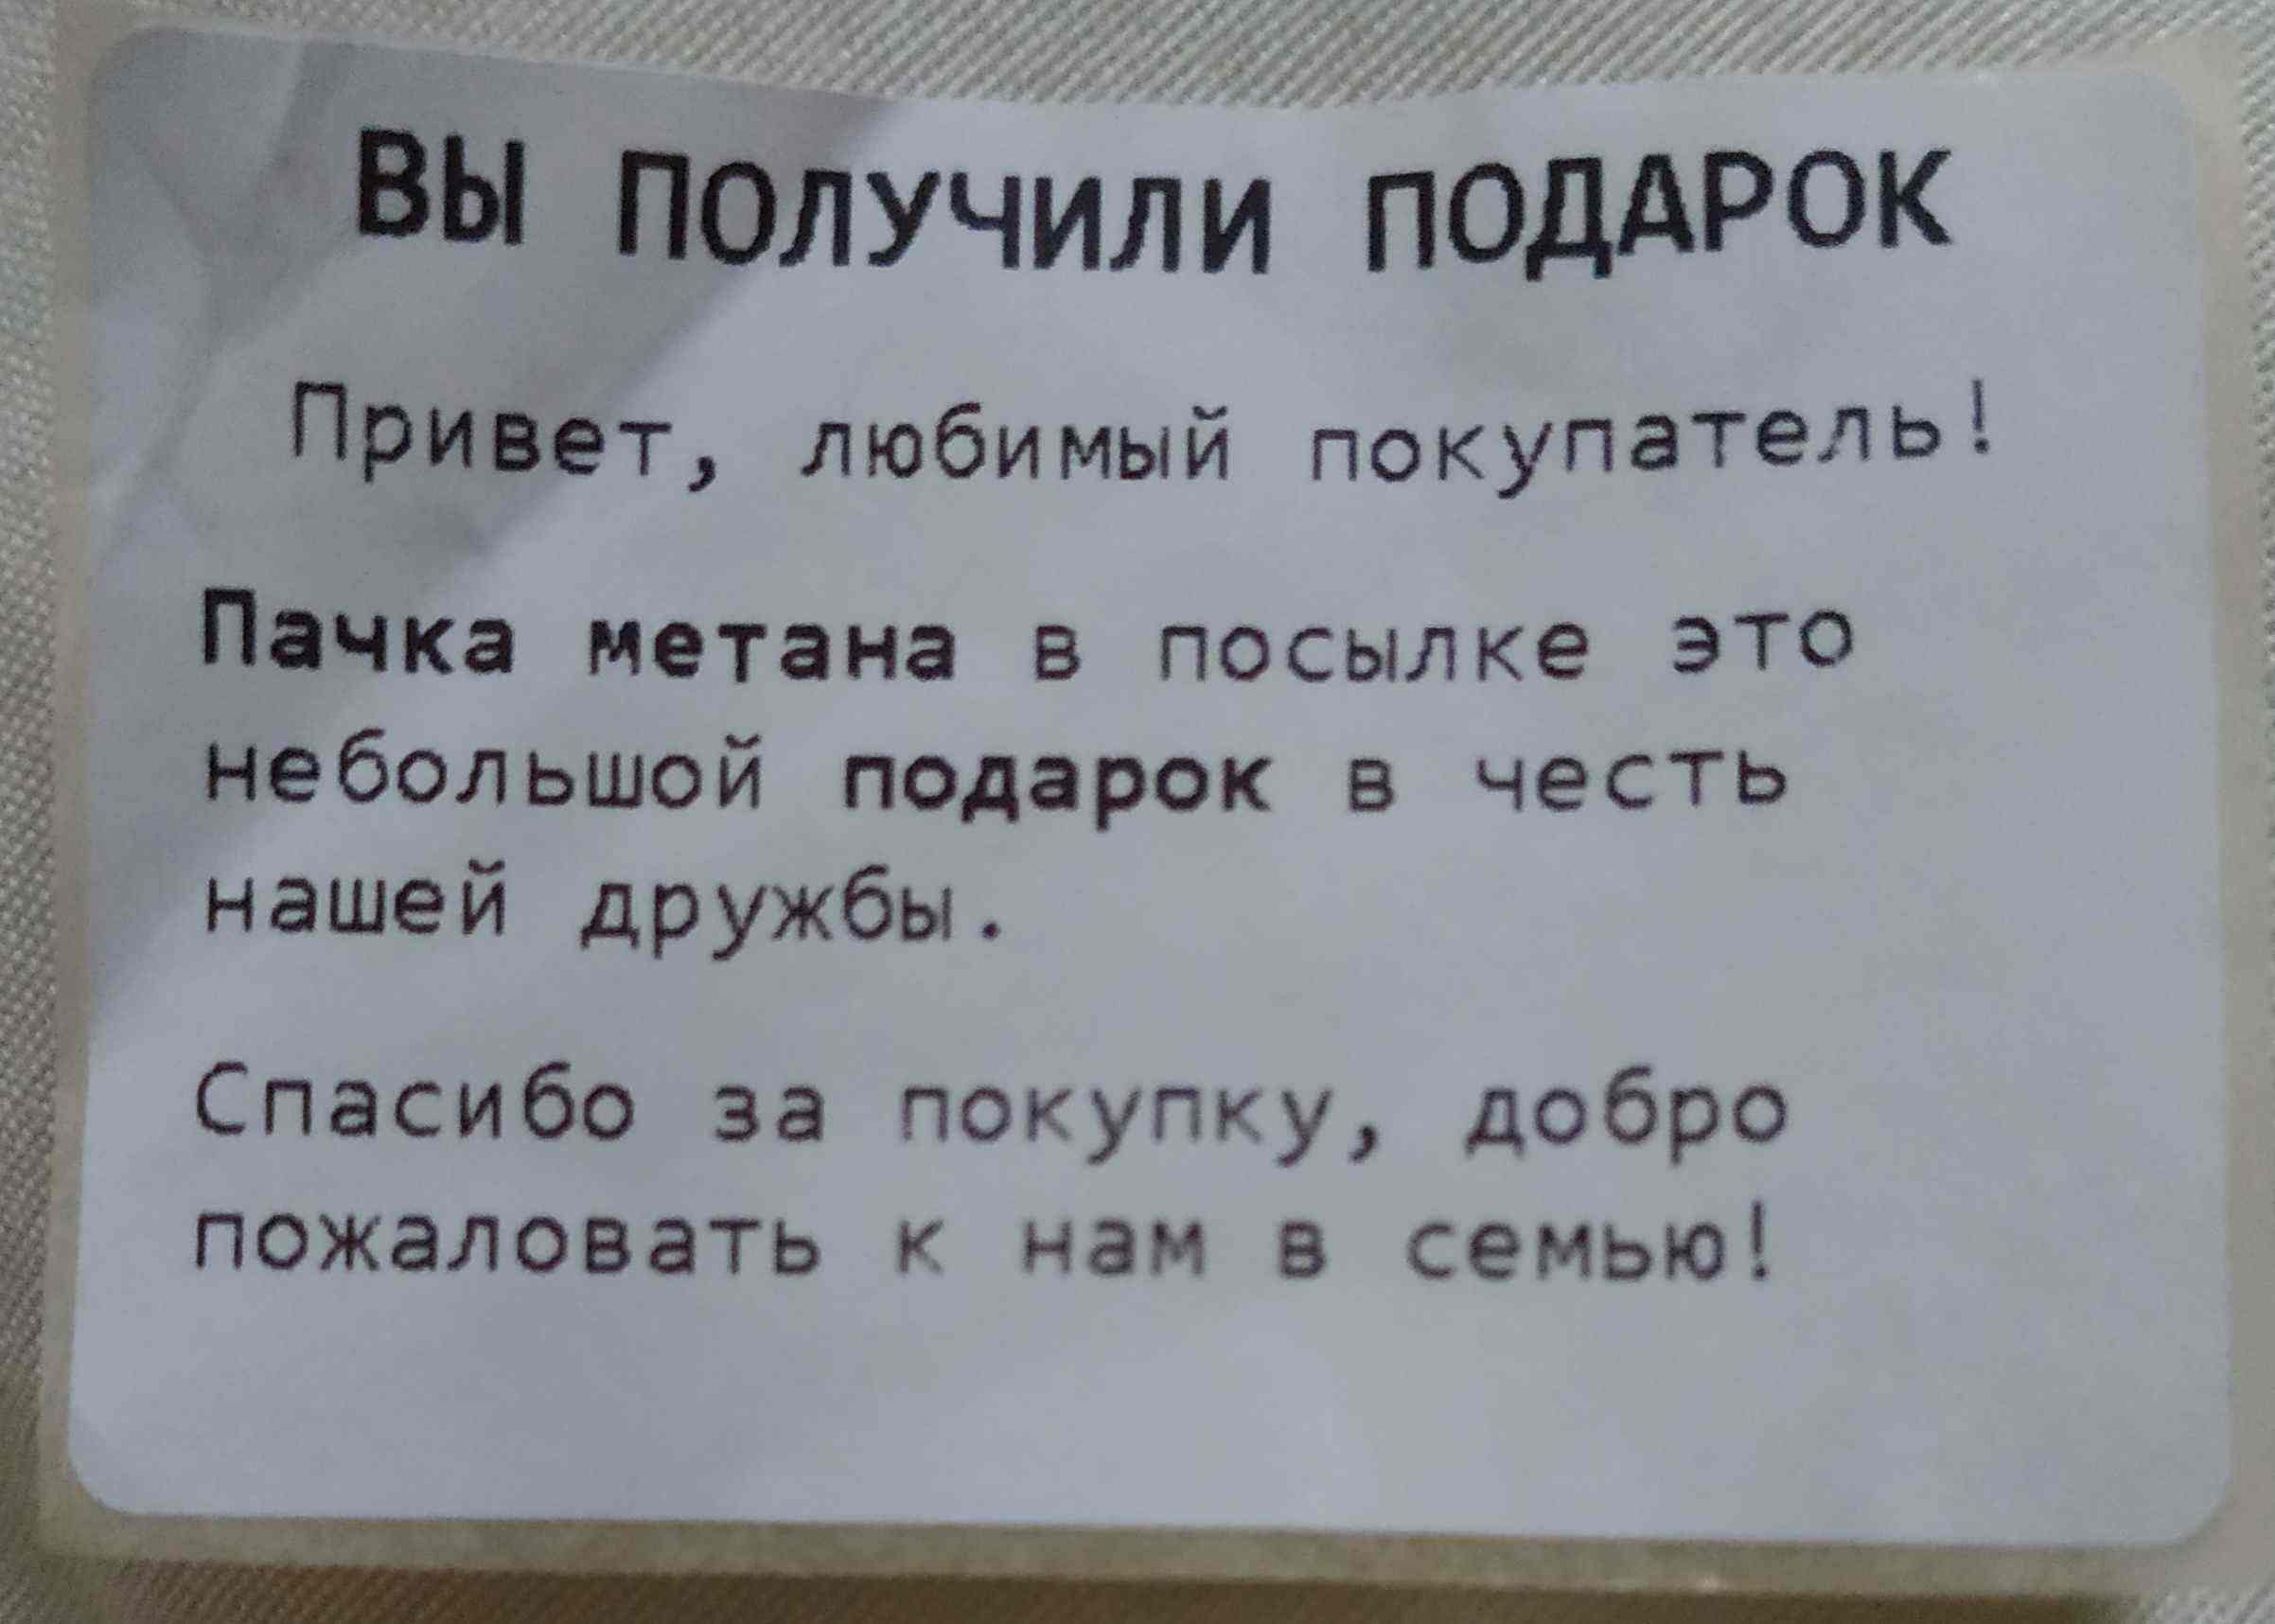 ВЫ ПОЛУЧИЛИ ПОДАРОК
Привет, любимый покупатель!
Пачка метана в посылке это
небольшой подарок в честь
нашей дружбы.
Спасибо за покупку, добро
пожаловать к нам в семью!